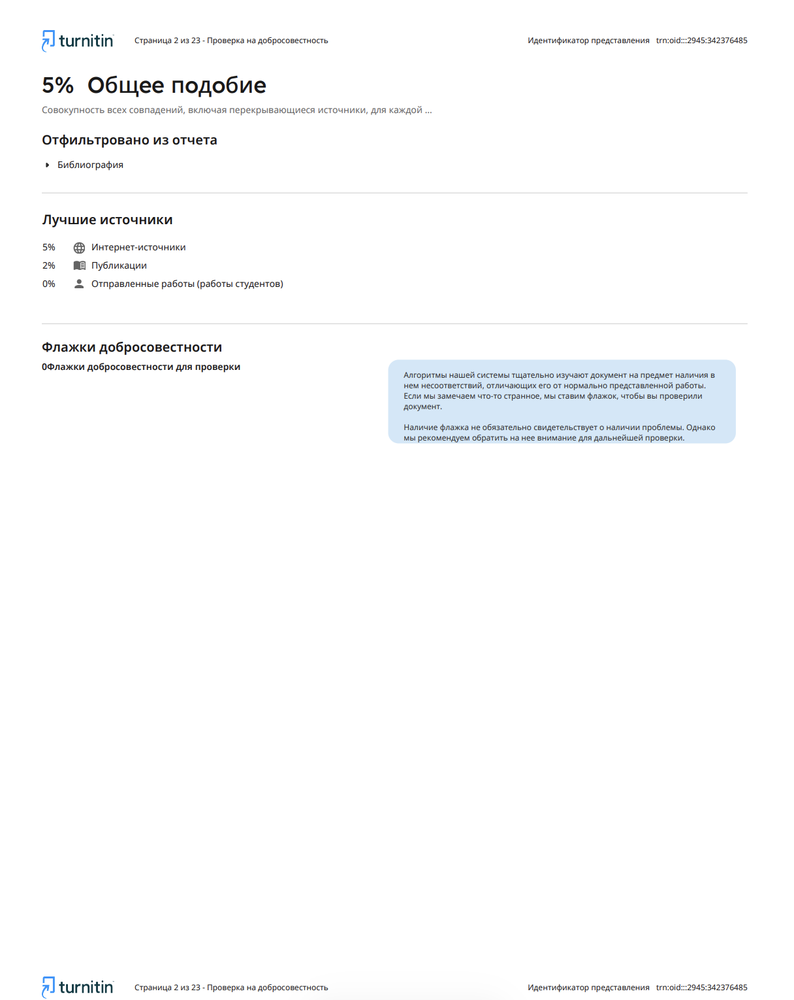 turnitin
Страница 2 из 23 - Проверка на добросовестность
Идентификатор представления trn:oid:::2945:342376485
5% Общее подобие
Совокупность всех совпадений, включая перекрывающиеся источники, для каждой ...
Отфильтровано из отчета
Библиография
Лучшие источники
5% Интернет-источники
2% Публикации
0% Отправленные работы (работы студентов)
Флажки добросовестности
0Флажки добросовестности для проверки
Алгоритмы нашей системы тщательно изучают документ на предмет наличия в
нем несоответствий, отличающих его от нормально представленной работы.
Если мы замечаем что-то странное, мы ставим флажок, чтобы вы проверили
документ.
Наличие флажка не обязательно свидетельствует о наличии проблемы. Однако
мы рекомендуем обратить на нее внимание для дальнейшей проверки.
turnitin
Страница 2 из 23 - Проверка на добросовестность
Идентификатор представления trn:oid:::2945:342376485